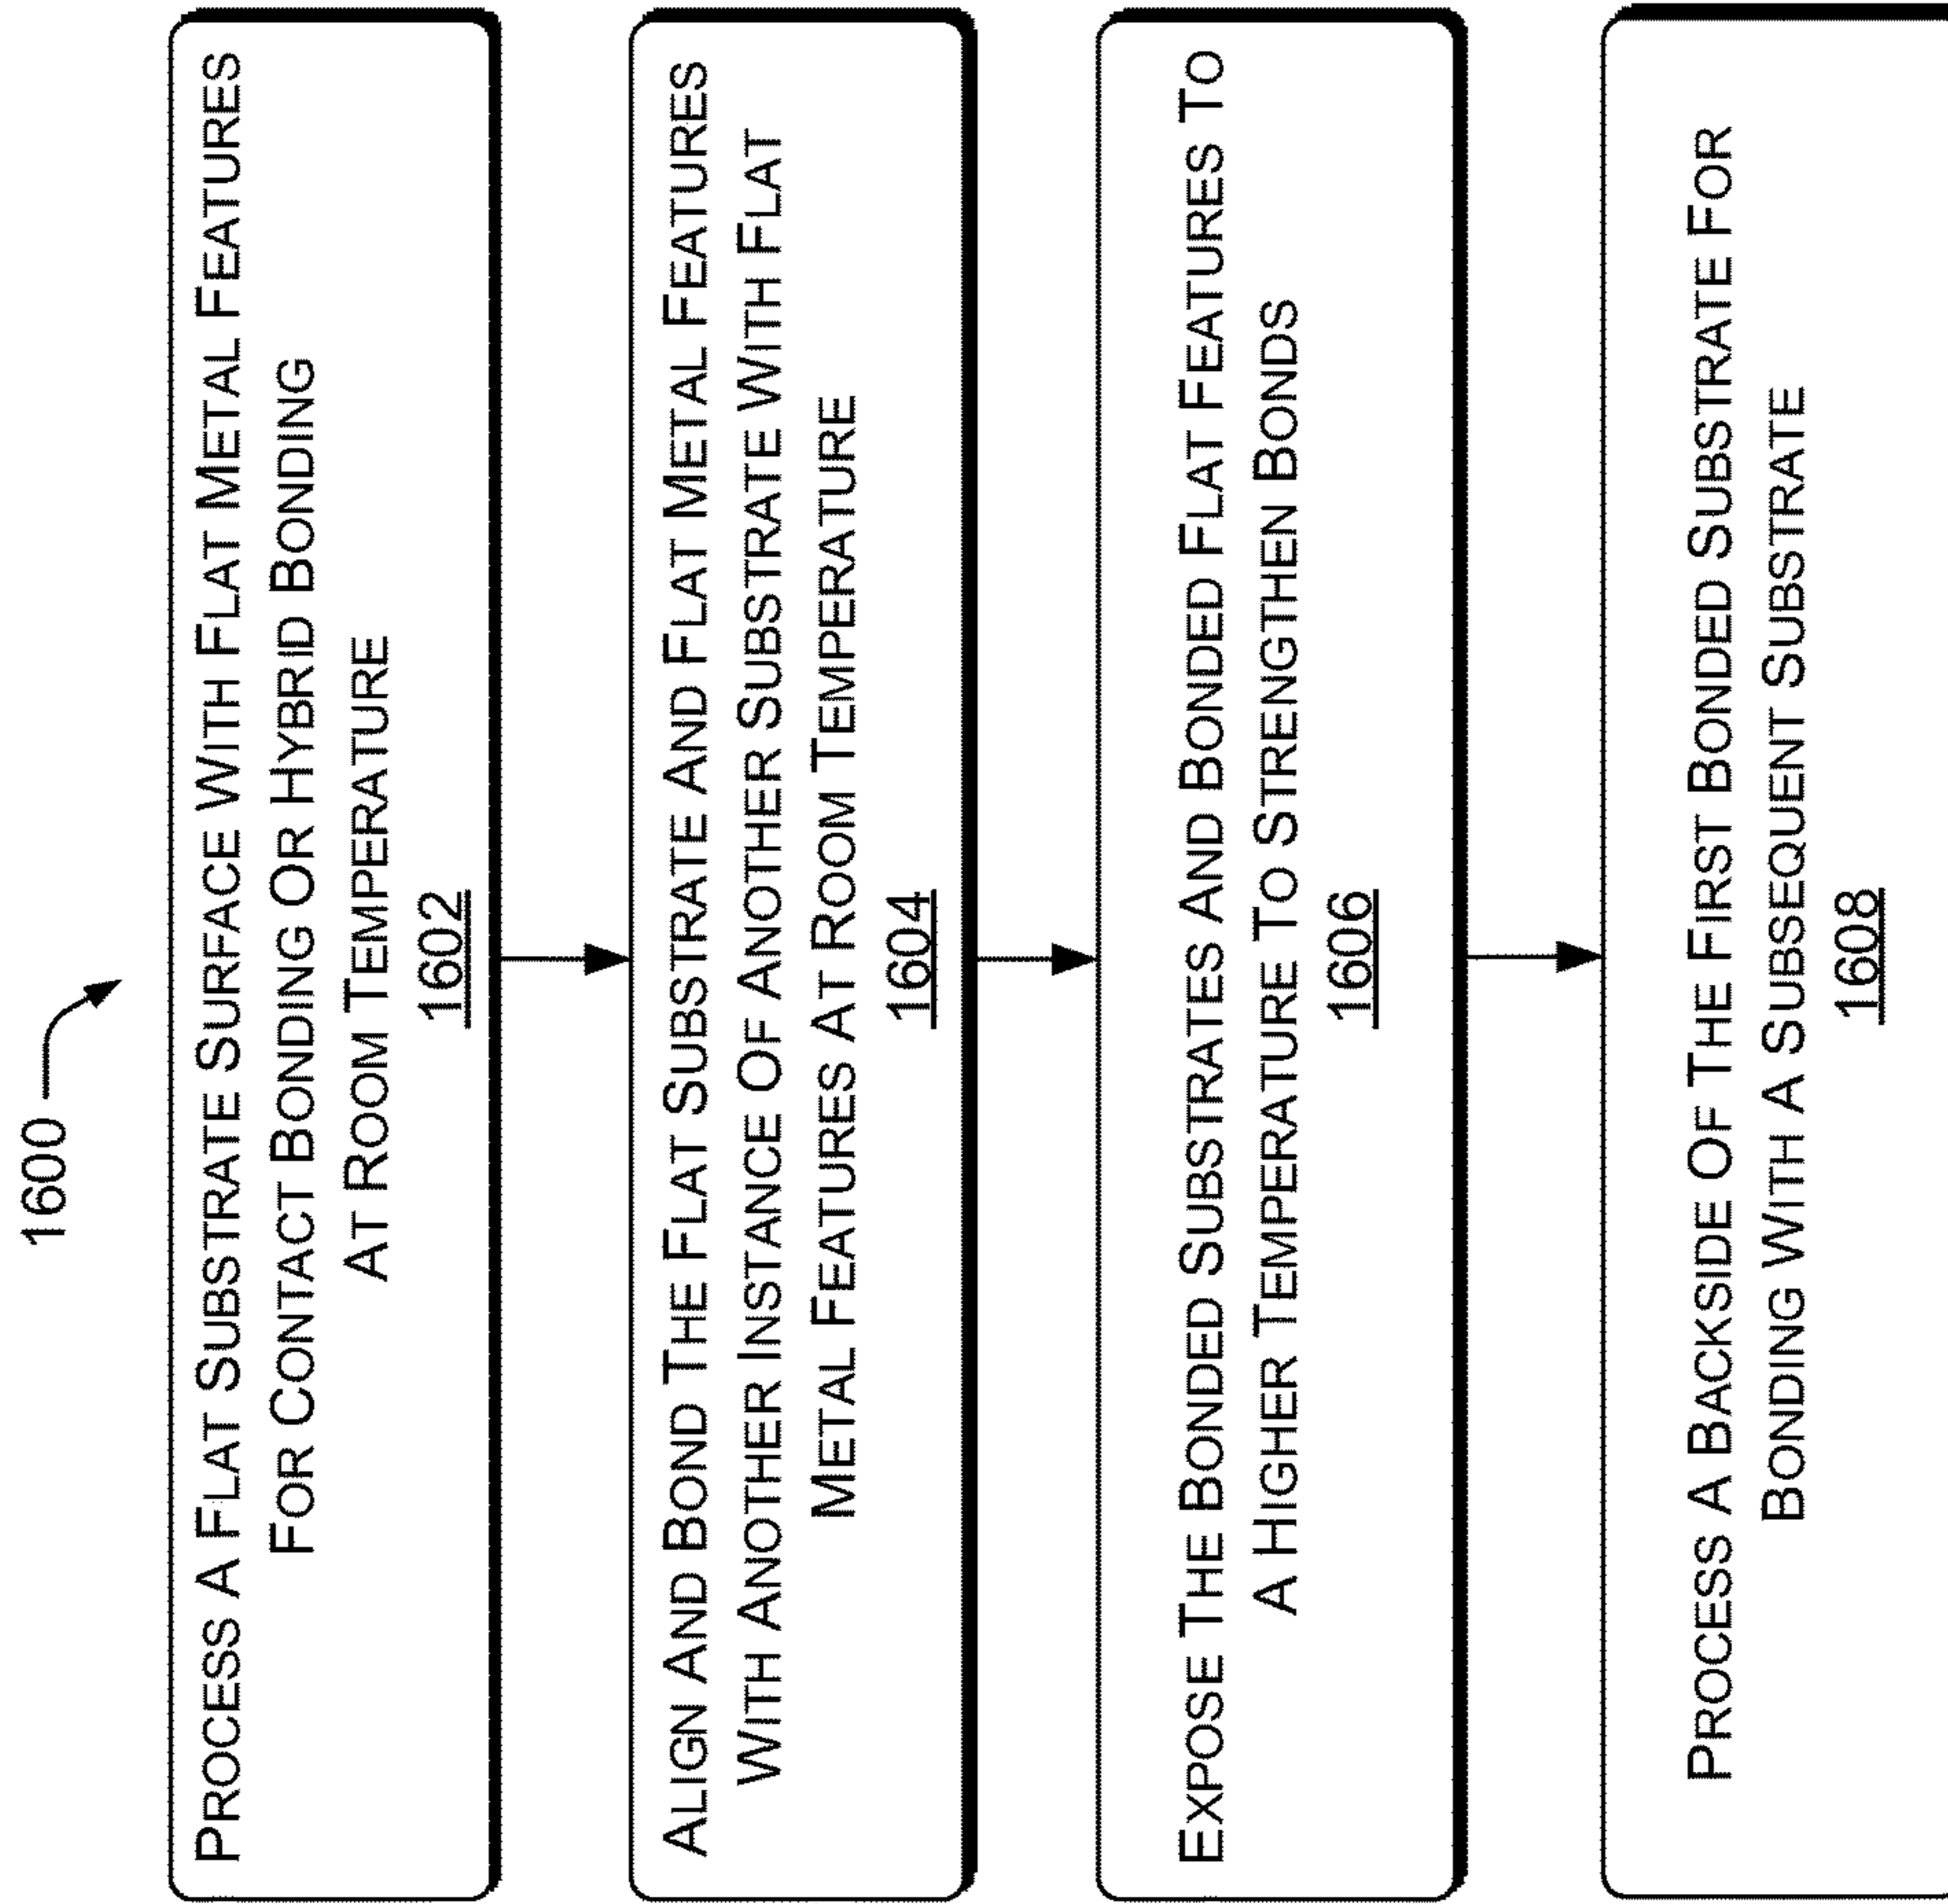 1600
PROCESS A FLAT SUBSTRATE SURFACE WITH FLAT METAL FEATURES
FOR CONTACT BONDING OR HYBRID BONDING
AT ROOM TEMPERATURE
1602
ALIGN AND BOND THE FLAT SUBSTRATE AND FLAT METAL FEATURES
WITH ANOTHER INSTANCE OF ANOTHER SUBSTRATE WITH FLAT
METAL FEATURES AT ROOM TEMPERATURE
1604
EXPOSE THE BONDED SUBSTRATES AND BONDED FLAT FEATURES TO
A HIGHER TEMPERATURE TO STRENGTHEN BONDS
1606
PROCESS A BACKSIDE OF THE FIRST BONDED SUBSTRATE FOR
BONDING WITH A SUBSEQUENT SUBSTRATE
1608